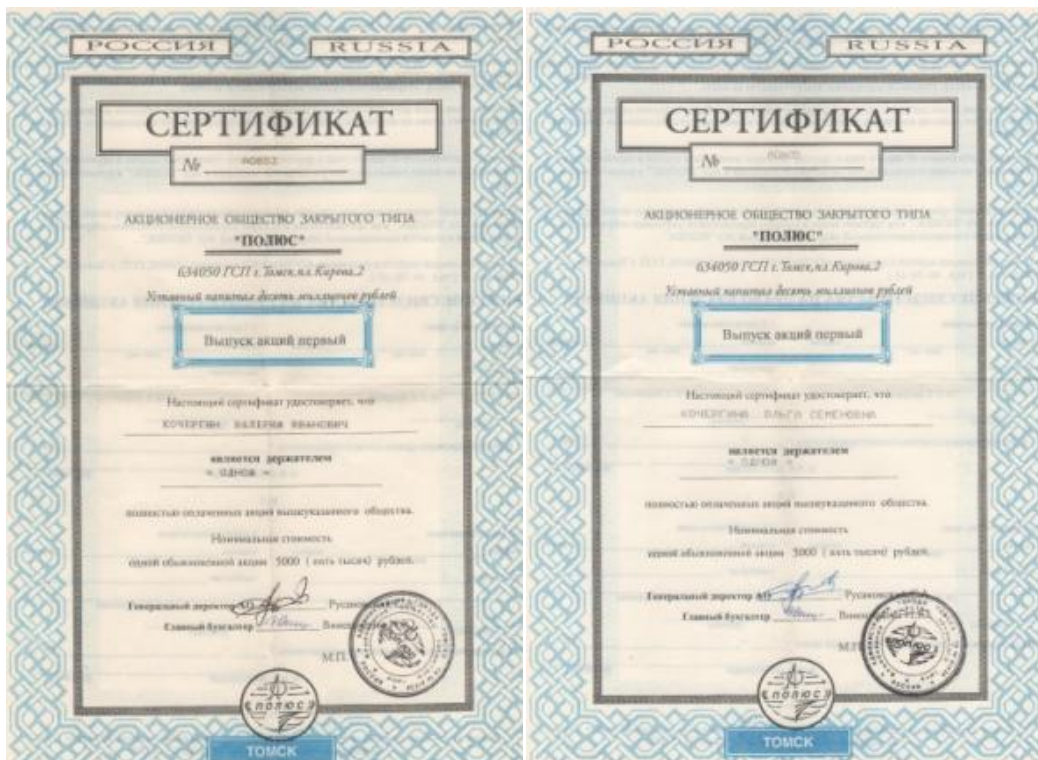 РОССИЯ
RUSSIA
СЕРТИФИКАТ
№
АКЦИОНЕРНОЕ ОБЩЕСТВО ЗАКРЫТОГО ТИПА
"ПОЛЮС"
634050 ГСП г. Томск, пл. Кирова, 2
Уставный капитал десять миллионов рублей
Выпуск акций первый
Настоящий сертификат удостоверяет, что
КОЧЕРГИН ВАЛЕРИЙ ИВАНОВИЧ
является держателем
= ОДНОЙ =
полностью оплаченных акций вышеуказанного общества.
Номинальная стоимость
одной обыкновенной акции 5000 ( пять тысяч) рублей.
Генеральный директор АО
Главный бухгалтер
М.П.
ПОЛЮС
ТОМСК
РОССИЯ
RUSSIA
СЕРТИФИКАТ
№
АКЦИОНЕРНОЕ ОБЩЕСТВО ЗАКРЫТОГО ТИПА
"ПОЛЮС"
634050 ГСП г. Томск, пл. Кирова, 2
Уставный капитал десять миллионов рублей
Выпуск акций первый
Настоящий сертификат удостоверяет, что
КОЧЕРГИНА ОЛЬГА СЕМЕНОВНА
является держателем
= ОДНОЙ =
полностью оплаченных акций вышеуказанного общества.
Номинальная стоимость
одной обыкновенной акции 5000 ( пять тысяч) рублей.
Генеральный директор АО
Главный бухгалтер
М.П.
ПОЛЮС
ТОМСК